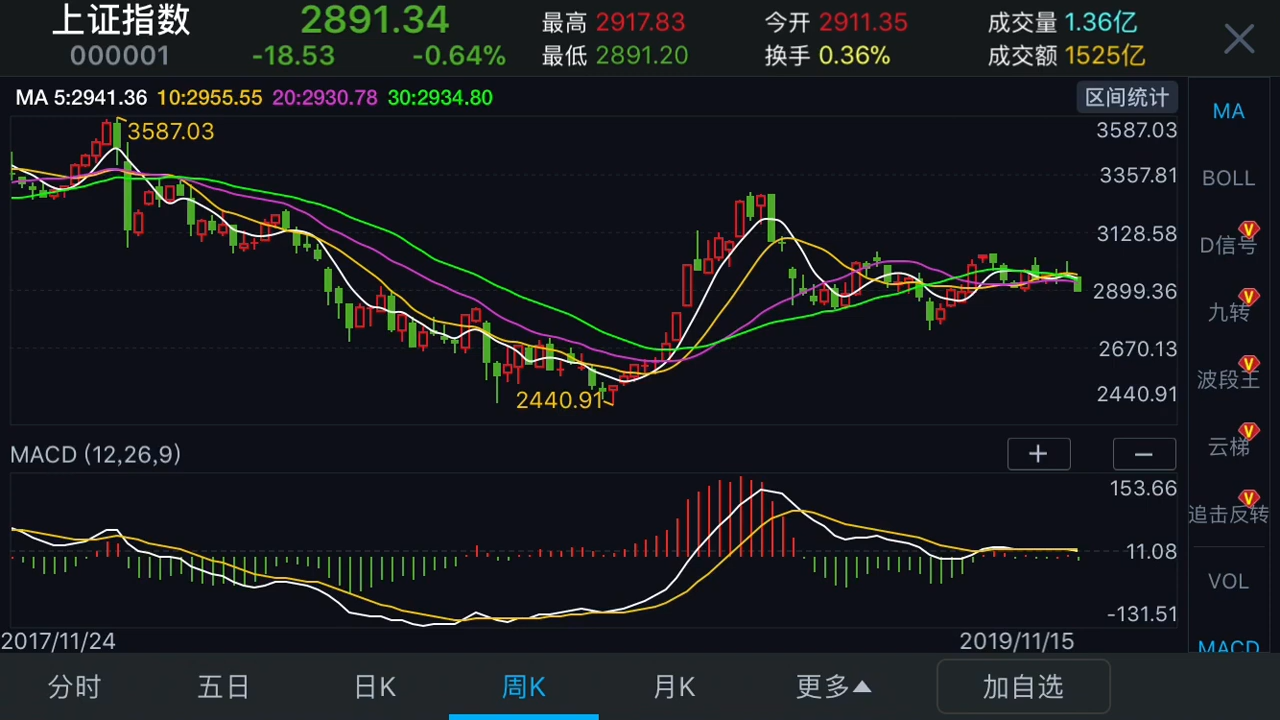 上证指数 2891.34 最高 2917.83 今开 2911.35 成交量 1.36亿
000001 -18.53 -0.64% 最低 2891.20 换手 0.36% 成交额 1525亿
MA 5:2941.36 10:2955.55 20:2930.78 30:2934.80 区间统计
3587.03
3587.03
3357.81
3128.58
2899.36
2670.13
2440.91
2440.91
MACD (12,26,9) + −
153.66
11.08
-131.51
2017/11/24 2019/11/15
MA
BOLL
D信号 V
九转 V
波段王 V
云梯 V
追击反转 V
VOL
MACD
分时 五日 日K 周K 月K 更多 加自选